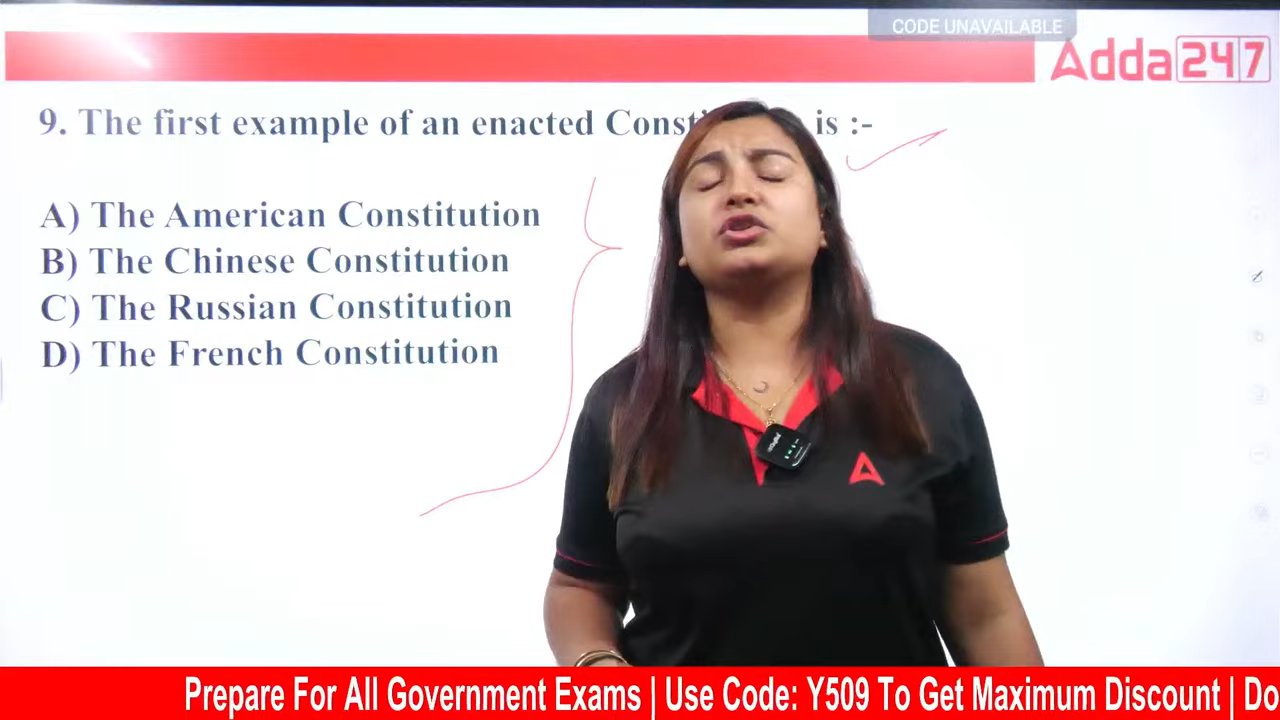 CODE UNAVAILABLE
Adda247
9. The first example of an enacted is :-
A) The American Constitution
B) The Chinese Constitution
C) The Russian Constitution
D) The French Constitution
Prepare For All Government Exams | Use Code: Y509 To Get Maximum Discount | Do